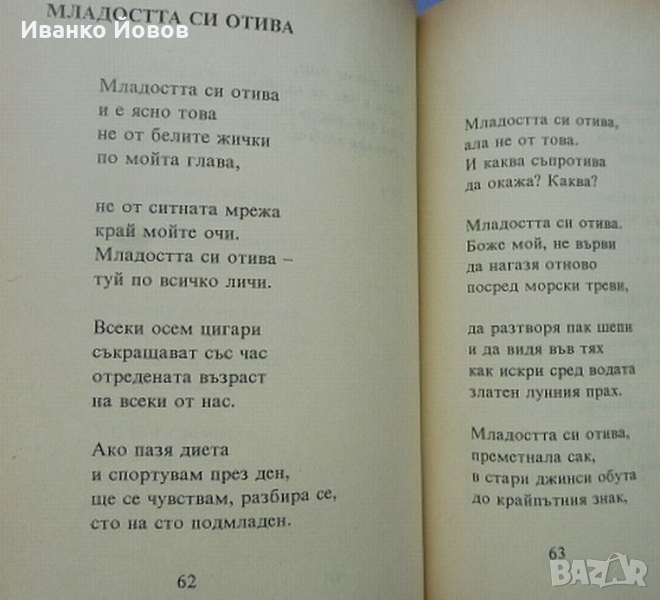 Иванко Йовов
МЛАДОСТТА СИ ОТИВА
Младостта си отива
и е ясно това
не от белите жички
по мойта глава,
не от ситната мрежа
край мойте очи.
Младостта си отива –
туй по всичко личи.
Всеки осем цигари
съкращават със час
отредената възраст
на всеки от нас.
Ако пазя диета
и спортувам през ден,
ще се чувствам, разбира се,
сто на сто подмладен.
62
Младостта си отива,
ала не от това.
И каква съпротива
да окажа? Каква?
Младостта си отива.
Боже мой, не върви
да нагазя отново
посред морски треви,
да разтворя пак шепи
и да видя във тях
как искри сред водата
златен лунния прах.
Младостта си отива,
преметнала сак,
в стари джинси обута
до крайпътния знак,
63
BAZAR